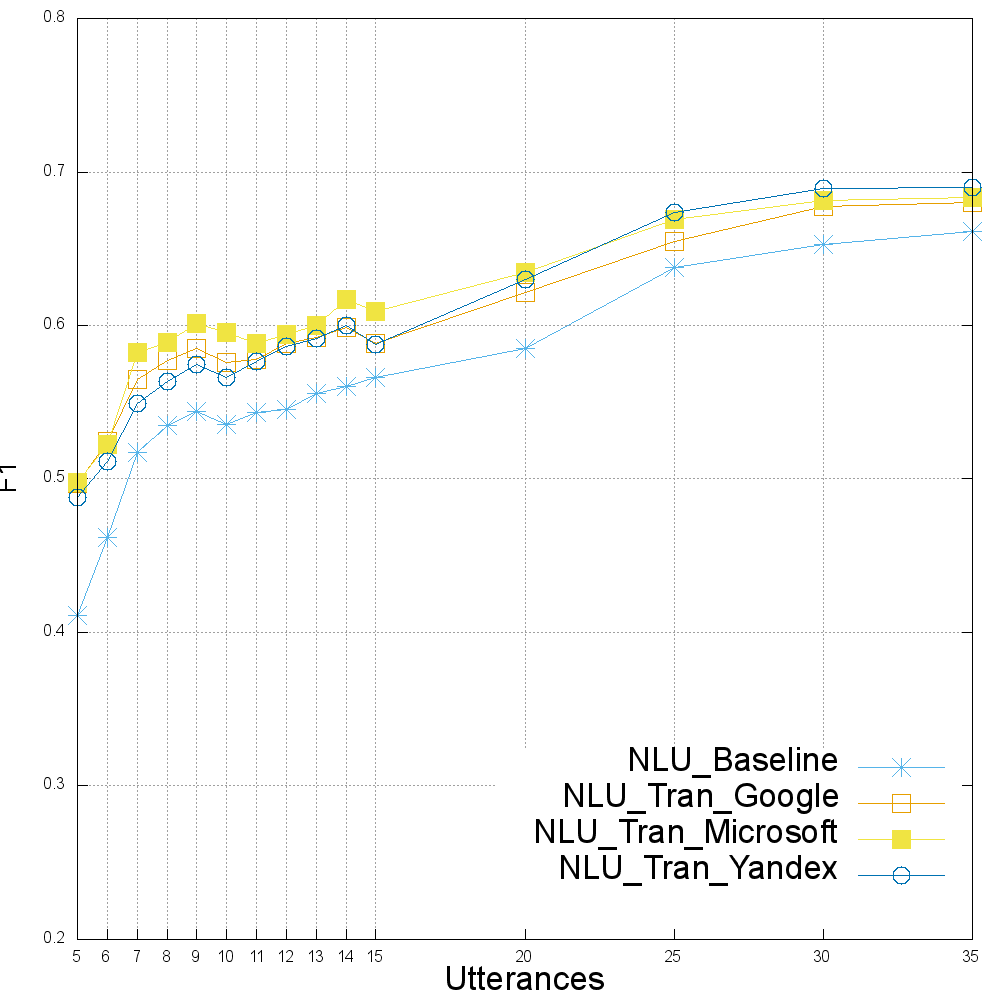 0.8
0.7
0.6
0.5
0.4
0.3
0.2
F1
NLU_Baseline
NLU_Tran_Google
NLU_Tran_Microsoft
NLU_Tran_Yandex
5 6 7 8 9 10 11 12 13 14 15 20 25 30 35
Utterances